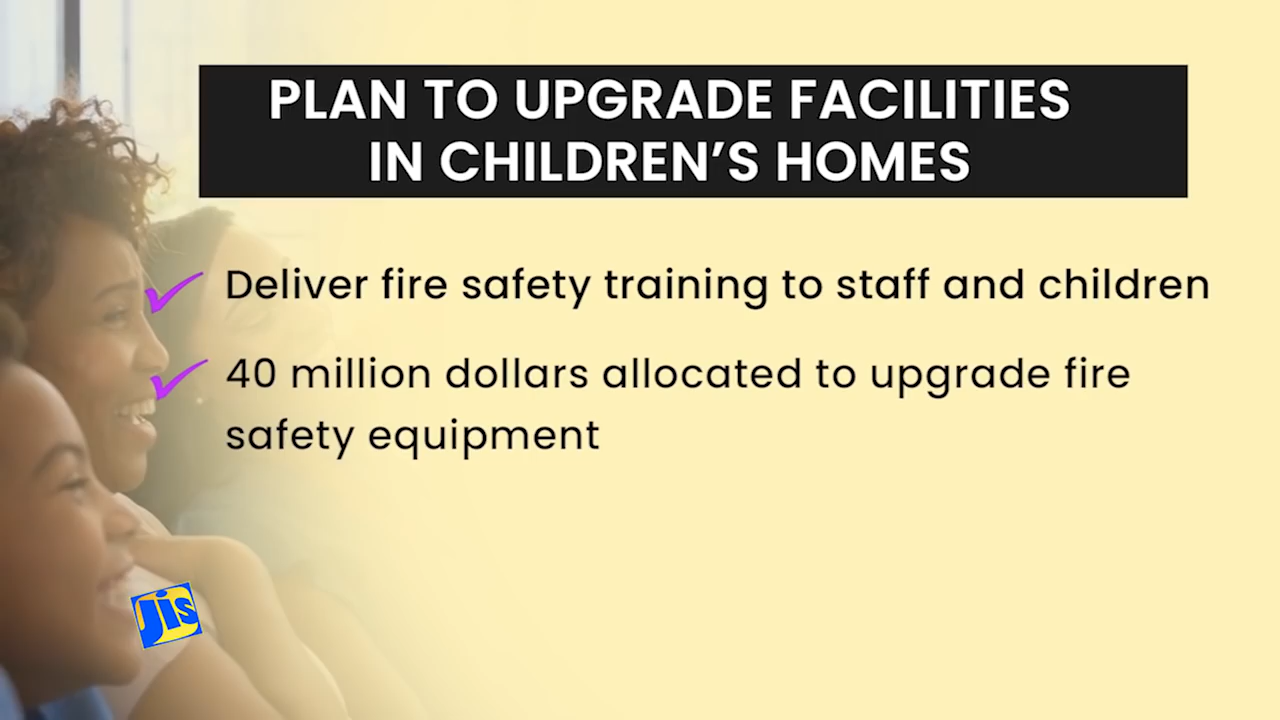 PLAN TO UPGRADE FACILITIES
IN CHILDREN’S HOMES
Deliver fire safety training to staff and children
40 million dollars allocated to upgrade fire
safety equipment
Jis